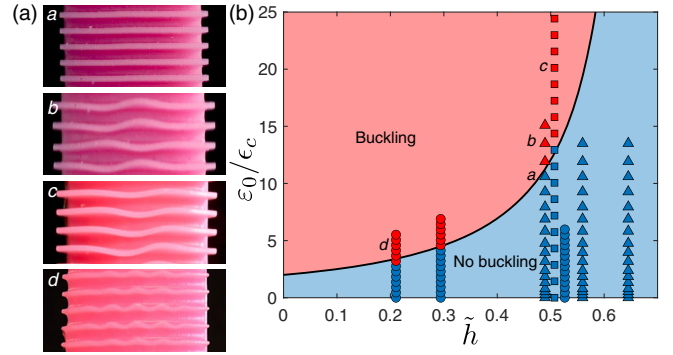 (a)
a
b
c
d
(b)
25
20
15
10
5
0
ε₀/ϵ_c
Buckling
No buckling
c
b
a
d
0
0.1
0.2
0.3
0.4
0.5
0.6
h̃